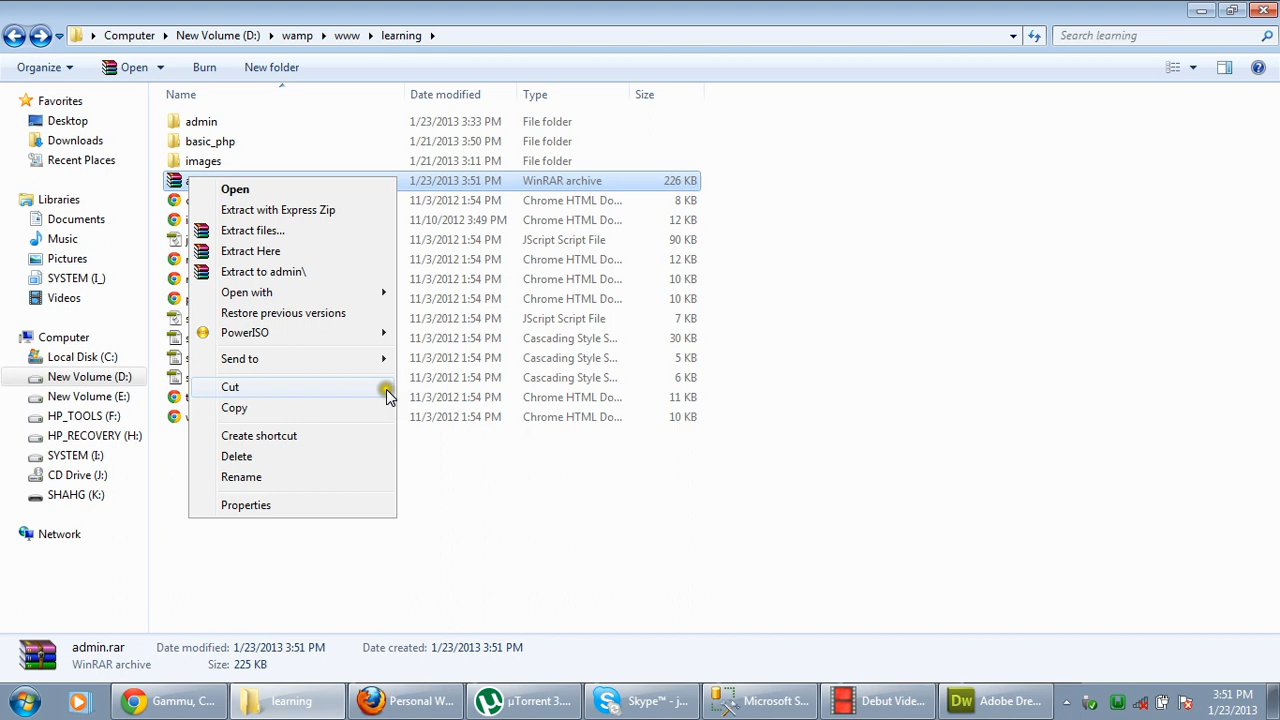 Computer New Volume (D:) wamp www learning
Search learning
Organize Open Burn New folder
Name Date modified Type Size
Favorites
Desktop
Downloads
Recent Places
Libraries
Documents
Music
Pictures
SYSTEM (I_)
Videos
Computer
Local Disk (C:)
New Volume (D:)
New Volume (E:)
HP_TOOLS (F:)
HP_RECOVERY (H:)
SYSTEM (I:)
CD Drive (J:)
SHAHG (K:)
Network
admin 1/23/2013 3:33 PM File folder
basic_php 1/21/2013 3:50 PM File folder
images 1/21/2013 3:11 PM File folder
1/23/2013 3:51 PM WinRAR archive 226 KB
11/3/2012 1:54 PM Chrome HTML Do... 8 KB
11/10/2012 3:49 PM Chrome HTML Do... 12 KB
11/3/2012 1:54 PM JScript Script File 90 KB
11/3/2012 1:54 PM Chrome HTML Do... 12 KB
11/3/2012 1:54 PM Chrome HTML Do... 10 KB
11/3/2012 1:54 PM Chrome HTML Do... 10 KB
11/3/2012 1:54 PM JScript Script File 7 KB
11/3/2012 1:54 PM Cascading Style S... 30 KB
11/3/2012 1:54 PM Cascading Style S... 5 KB
11/3/2012 1:54 PM Cascading Style S... 6 KB
11/3/2012 1:54 PM Chrome HTML Do... 11 KB
11/3/2012 1:54 PM Chrome HTML Do... 10 KB
Open
Extract with Express Zip
Extract files...
Extract Here
Extract to admin\
Open with
Restore previous versions
PowerISO
Send to
Cut
Copy
Create shortcut
Delete
Rename
Properties
admin.rar Date modified: 1/23/2013 3:51 PM Date created: 1/23/2013 3:51 PM
WinRAR archive Size: 225 KB
Gammu, C... learning Personal W... µTorrent 3.... Skype™ - j... Microsoft S... Debut Vide... Dw Adobe Dre...
3:51 PM
1/23/2013